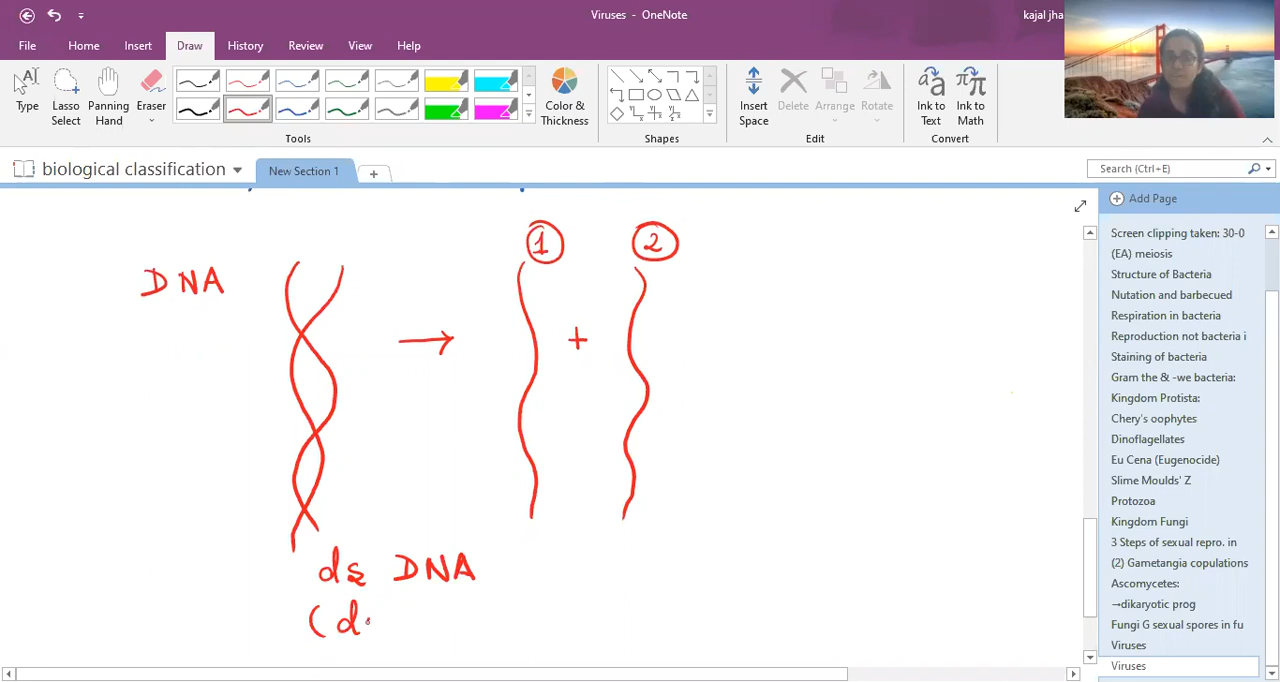 Viruses - OneNote
kajal jha
File Home Insert Draw History Review View Help
Type
Lasso Select
Panning Hand
Eraser
Color & Thickness
Insert Space
Delete
Arrange
Rotate
Ink to Text
Ink to Math
Tools
Shapes
Edit
Convert
biological classification
New Section 1
Search (Ctrl+E)
Add Page
Screen clipping taken: 30-0
(EA) meiosis
Structure of Bacteria
Nutation and barbecued
Respiration in bacteria
Reproduction not bacteria i
Staining of bacteria
Gram the & -we bacteria:
Kingdom Protista:
Chery's oophytes
Dinoflagellates
Eu Cena (Eugenocide)
Slime Moulds' Z
Protozoa
Kingdom Fungi
3 Steps of sexual repro. in
(2) Gametangia copulations
Ascomycetes:
→dikaryotic prog
Fungi G sexual spores in fu
Viruses
Viruses
1 2
DNA → +
ds DNA
(d